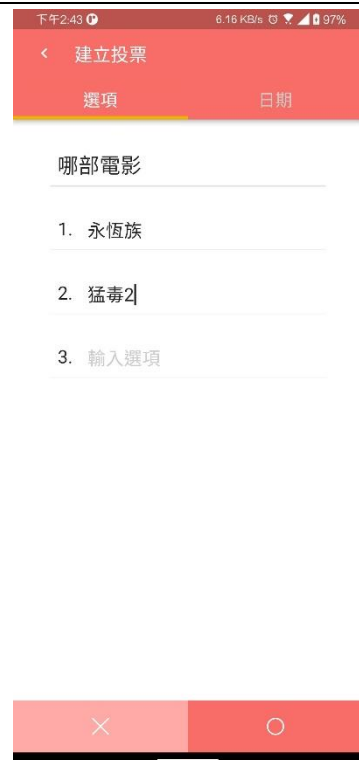 下午2:43 6.16 KB/s 97%
建立投票
選項 日期
哪部電影
1. 永恆族
2. 猛毒2
3. 輸入選項